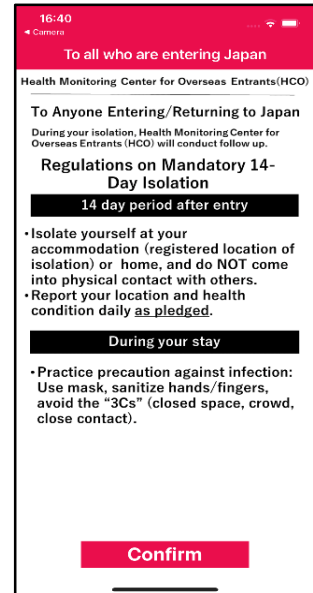 16:40
◀ Camera
To all who are entering Japan
Health Monitoring Center for Overseas Entrants(HCO)
To Anyone Entering/Returning to Japan
During your isolation, Health Monitoring Center for
Overseas Entrants (HCO) will conduct follow up.
Regulations on Mandatory 14-
Day Isolation
14 day period after entry
・Isolate yourself at your
accommodation (registered location of
isolation) or home, and do NOT come
into physical contact with others.
・Report your location and health
condition daily as pledged.
During your stay
・Practice precaution against infection:
Use mask, sanitize hands/fingers,
avoid the “3Cs” (closed space, crowd,
close contact).
Confirm